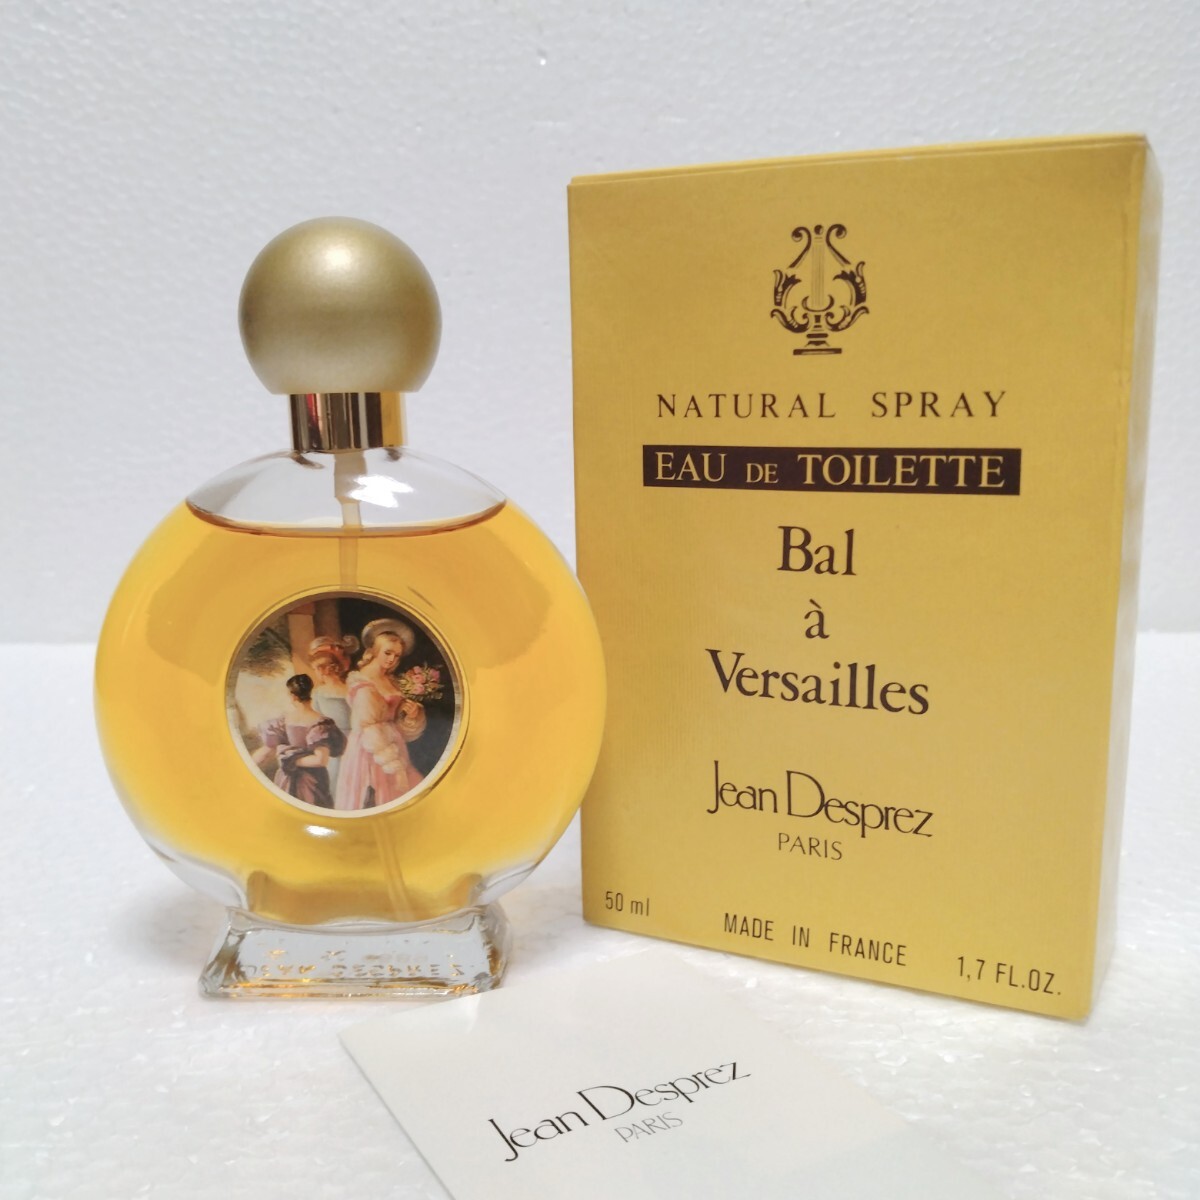 NATURAL SPRAY
EAU DE TOILETTE
Bal
à
Versailles
Jean Desprez
PARIS
50 ml
MADE IN FRANCE
1,7 FL.OZ.
Jean Desprez
PARIS